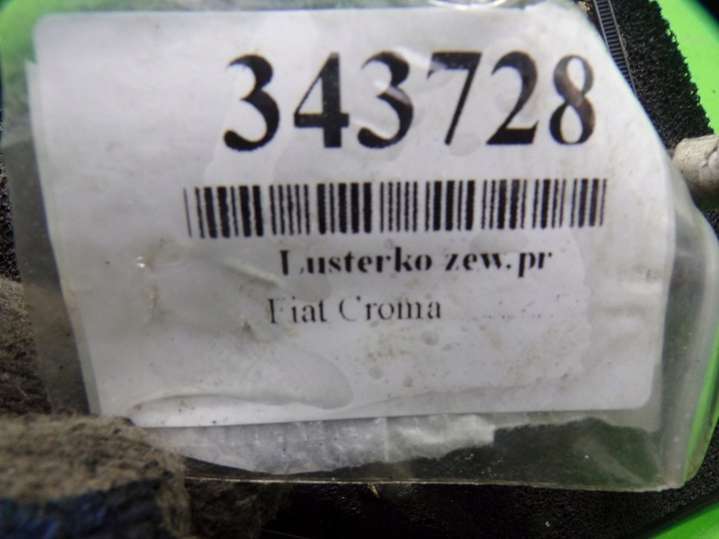 343728
Lusterko zew.pr
Fiat Croma